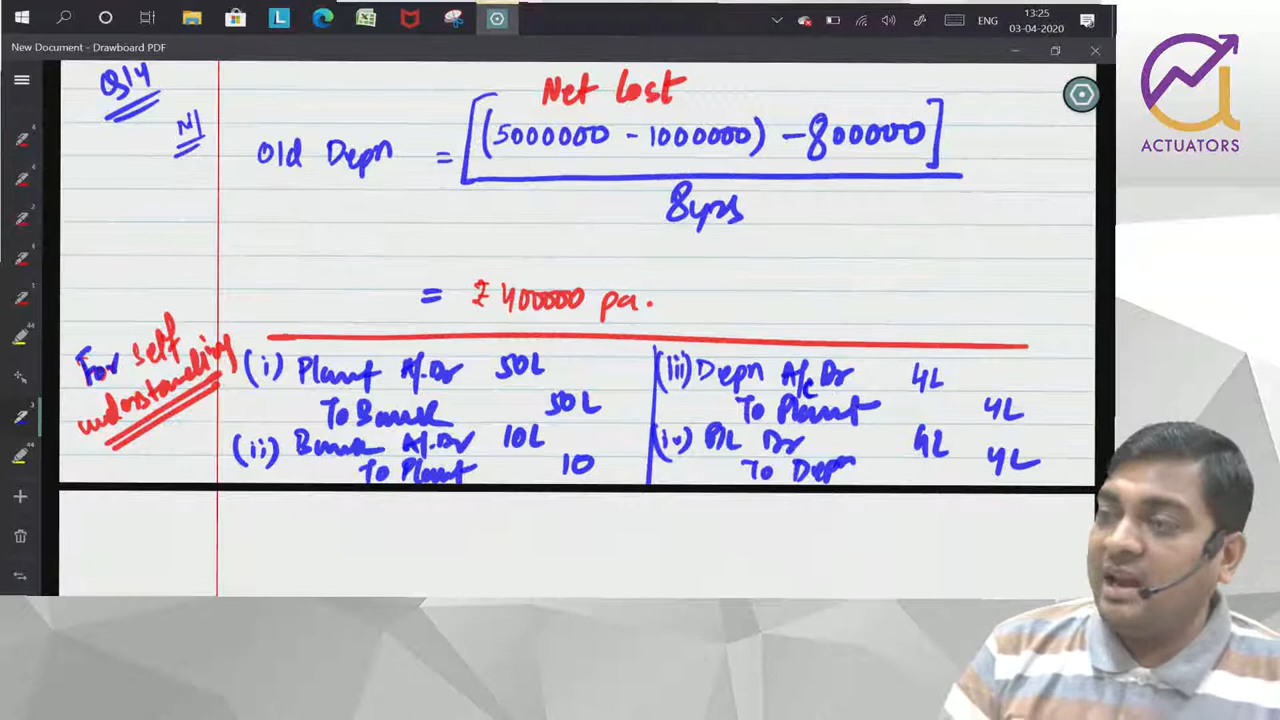 13:25
ENG
03-04-2020
New Document - Drawboard PDF
Q14
Net Cost
N1
Old Depn = [(5000000 - 1000000) - 800000]
8yrs
= ₹ 400000 pa.
For self understanding
(i) Plant A/c Dr 50L
To Bank 50L
(ii) Bank A/c Dr 10L
To Plant 10
(iii) Depn A/c Dr 4L
To Plant 4L
(iv) P/L Dr 4L
To Depn 4L
ACTUATORS